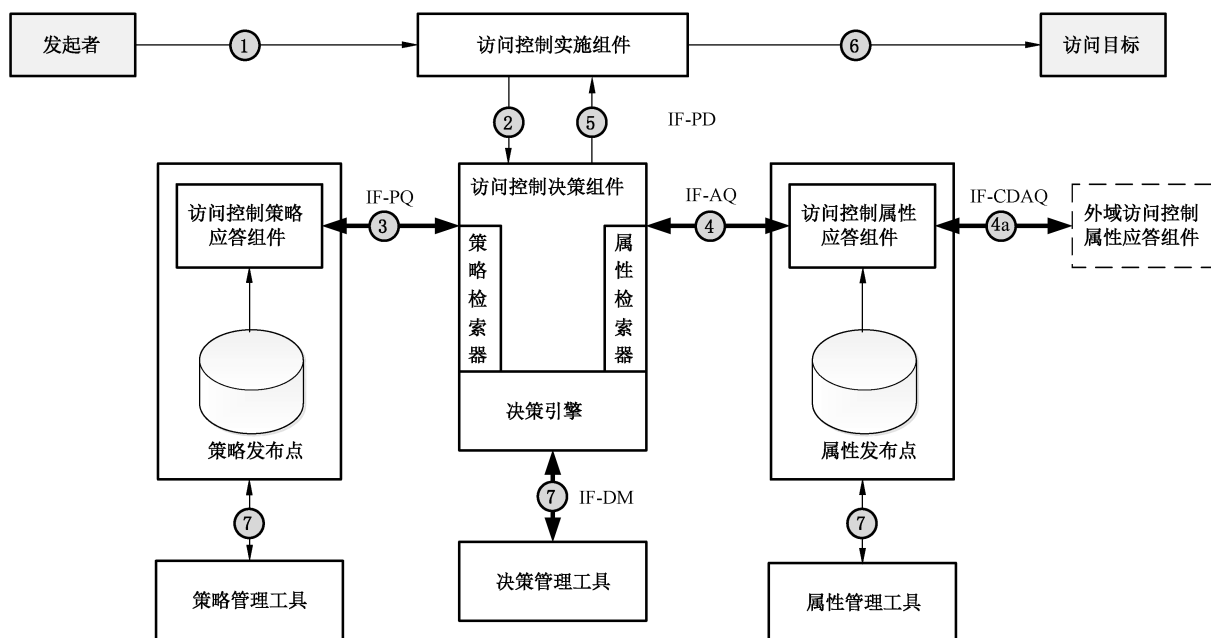 发起者
1
访问控制实施组件
6
访问目标
2
5
IF-PD
访问控制策略
应答组件
IF-PQ
3
访问控制决策组件
策略检索器
属性检索器
决策引擎
IF-AQ
4
访问控制属性
应答组件
IF-CDAQ
4a
外域访问控制
属性应答组件
策略发布点
属性发布点
7
7
IF-DM
7
策略管理工具
决策管理工具
属性管理工具